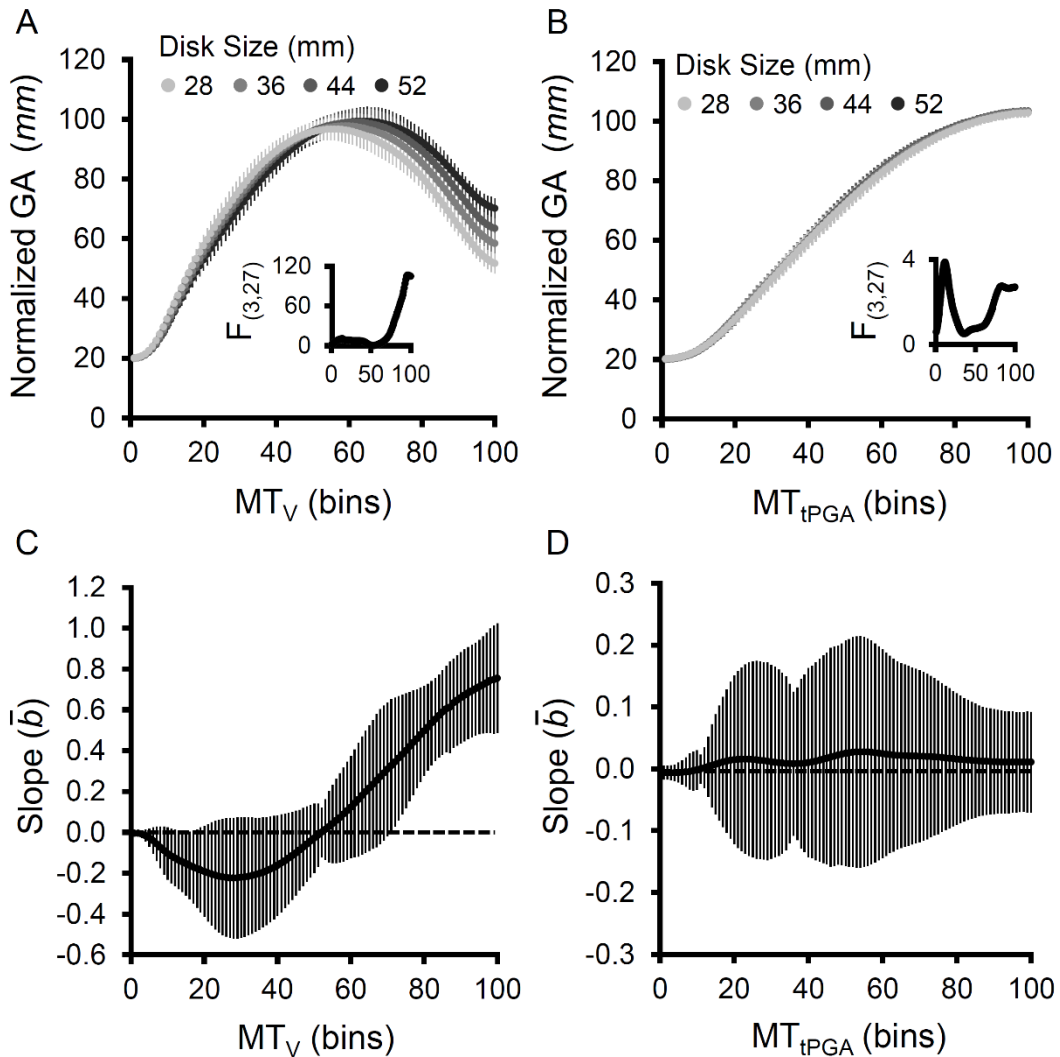 A
Disk Size (mm)
28 36 44 52
Normalized GA (mm)
120
100
80
60
40
20
0
0 20 40 60 80 100
MTV (bins)
F(3,27)
120
60
0
0 50 100
B
Disk Size (mm)
28 36 44 52
Normalized GA (mm)
120
100
80
60
40
20
0
0 20 40 60 80 100
MTtPGA (bins)
F(3,27)
4
0
0 50 100
C
Slope (b̄)
1.2
1.0
0.8
0.6
0.4
0.2
0.0
-0.2
-0.4
-0.6
0 20 40 60 80 100
MTV (bins)
D
Slope (b̄)
0.3
0.2
0.1
0.0
-0.1
-0.2
-0.3
0 20 40 60 80 100
MTtPGA (bins)